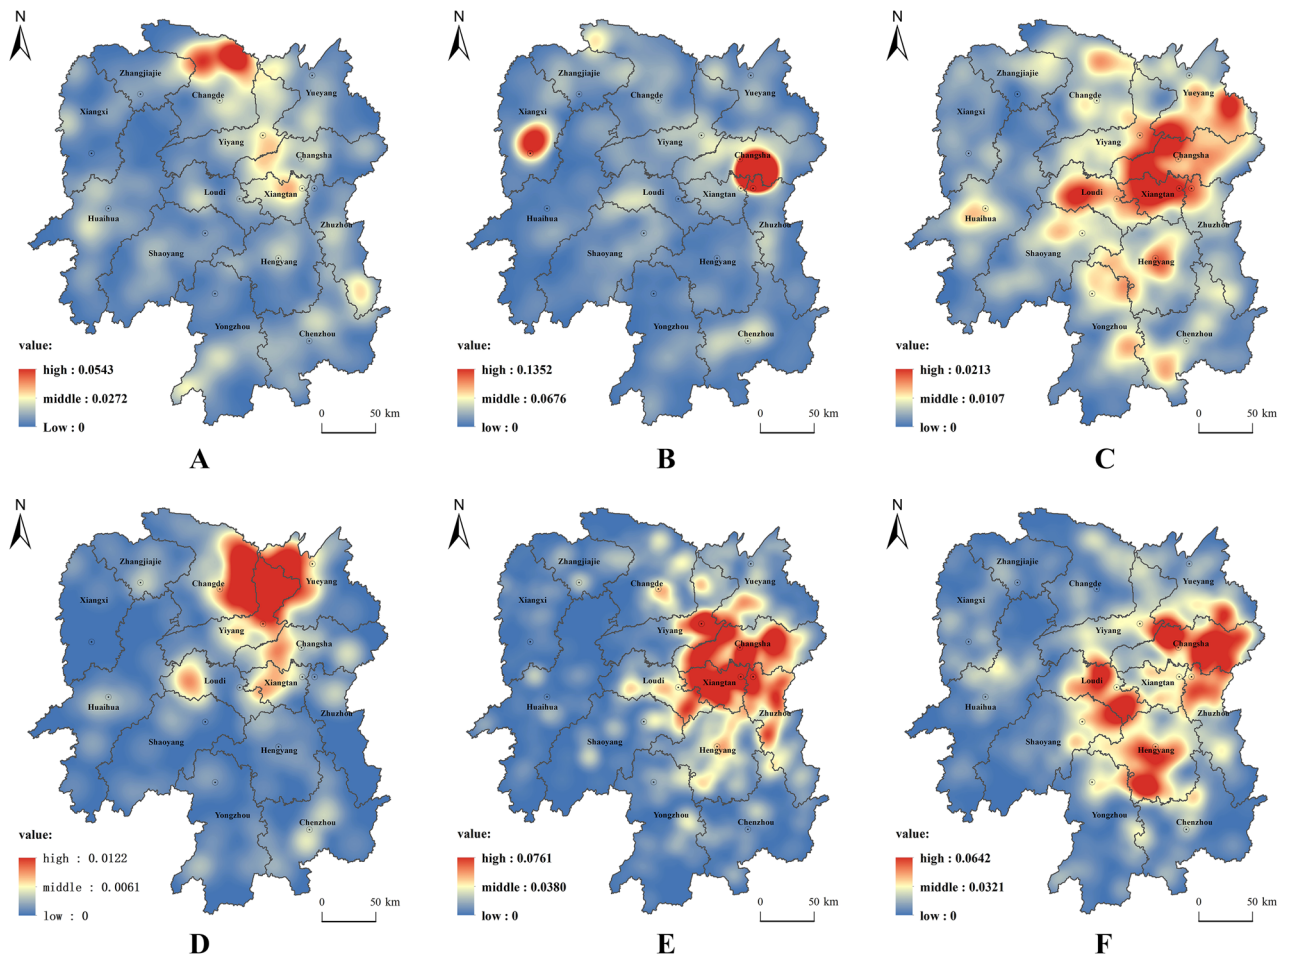 N
Zhangjiajie
Yueyang
Changde
Xiangxi
Yiyang
Changsha
Loudi
Xiangtan
Huaihua
Zhuzhou
Shaoyang
Hengyang
Yongzhou
Chenzhou
value:
high : 0.0543
middle : 0.0272
Low : 0
0 50 km
A
N
Zhangjiajie
Yueyang
Changde
Xiangxi
Yiyang
Changsha
Loudi
Xiangtan
Huaihua
Zhuzhou
Shaoyang
Hengyang
Yongzhou
Chenzhou
value:
high : 0.1352
middle : 0.0676
low : 0
0 50 km
B
N
Zhangjiajie
Yueyang
Changde
Xiangxi
Yiyang
Changsha
Loudi
Xiangtan
Huaihua
Zhuzhou
Shaoyang
Hengyang
Yongzhou
Chenzhou
value:
high : 0.0213
middle : 0.0107
low : 0
0 50 km
C
N
Zhangjiajie
Yueyang
Changde
Xiangxi
Yiyang
Changsha
Loudi
Xiangtan
Huaihua
Zhuzhou
Shaoyang
Hengyang
Yongzhou
Chenzhou
value:
high : 0.0122
middle : 0.0061
low : 0
0 50 km
D
N
Zhangjiajie
Yueyang
Changde
Xiangxi
Yiyang
Changsha
Loudi
Xiangtan
Huaihua
Zhuzhou
Shaoyang
Hengyang
Yongzhou
Chenzhou
value:
high : 0.0761
middle : 0.0380
low : 0
0 50 km
E
N
Zhangjiajie
Yueyang
Changde
Xiangxi
Yiyang
Changsha
Loudi
Xiangtan
Huaihua
Zhuzhou
Shaoyang
Hengyang
Yongzhou
Chenzhou
value:
high : 0.0642
middle : 0.0321
low : 0
0 50 km
F